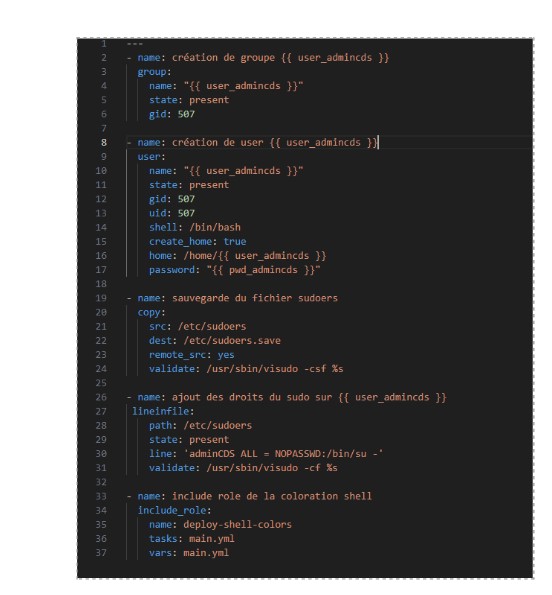 1 ---
2 - name: création de groupe {{ user_admincds }}
3 group:
4 name: "{{ user_admincds }}"
5 state: present
6 gid: 507
7
8 - name: création de user {{ user_admincds }}
9 user:
10 name: "{{ user_admincds }}"
11 state: present
12 gid: 507
13 uid: 507
14 shell: /bin/bash
15 create_home: true
16 home: /home/{{ user_admincds }}
17 password: "{{ pwd_admincds }}"
18
19 - name: sauvegarde du fichier sudoers
20 copy:
21 src: /etc/sudoers
22 dest: /etc/sudoers.save
23 remote_src: yes
24 validate: /usr/sbin/visudo -csf %s
25
26 - name: ajout des droits du sudo sur {{ user_admincds }}
27 lineinfile:
28 path: /etc/sudoers
29 state: present
30 line: 'adminCDS ALL = NOPASSWD:/bin/su -'
31 validate: /usr/sbin/visudo -cf %s
32
33 - name: include role de la coloration shell
34 include_role:
35 name: deploy-shell-colors
36 tasks: main.yml
37 vars: main.yml